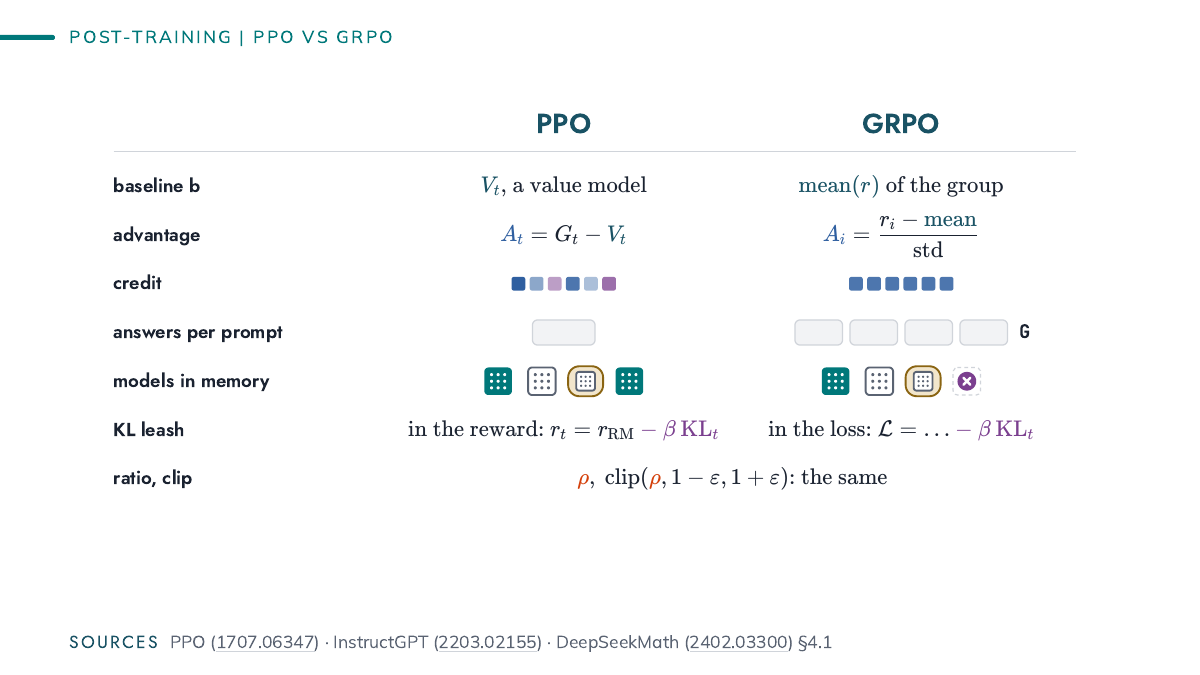 POST-TRAINING | PPO VS GRPO
PPO GRPO
baseline b V_t, a value model mean(r) of the group
advantage A_t = G_t − V_t A_i = (r_i − mean) / std
credit
answers per prompt G
models in memory
KL leash in the reward: r_t = r_RM − β KL_t in the loss: ℒ = … − β KL_t
ratio, clip ρ, clip(ρ, 1 − ε, 1 + ε): the same
SOURCES PPO (1707.06347) · InstructGPT (2203.02155) · DeepSeekMath (2402.03300) §4.1